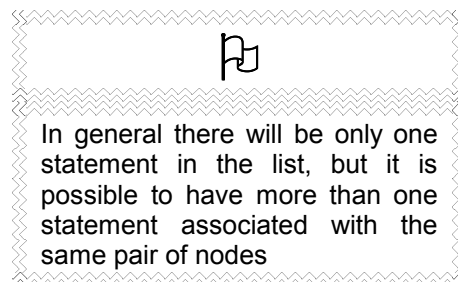 In general there will be only one
statement in the list, but it is
possible to have more than one
statement associated with the
same pair of nodes